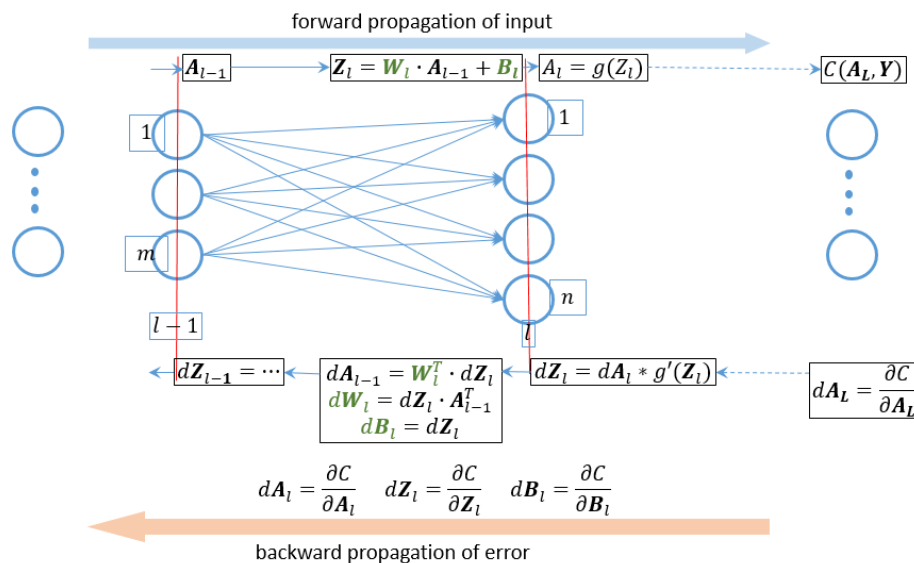 forward propagation of input
A_{l−1}
Z_l = W_l · A_{l−1} + B_l
A_l = g(Z_l)
C(A_L, Y)
1
1
m
n
l − 1
l
dZ_{l−1} = ⋯
dA_{l−1} = W_l^T · dZ_l
dW_l = dZ_l · A_{l−1}^T
dB_l = dZ_l
dZ_l = dA_l * g′(Z_l)
dA_L = ∂C/∂A_L
dA_l = ∂C/∂A_l   dZ_l = ∂C/∂Z_l   dB_l = ∂C/∂B_l
backward propagation of error